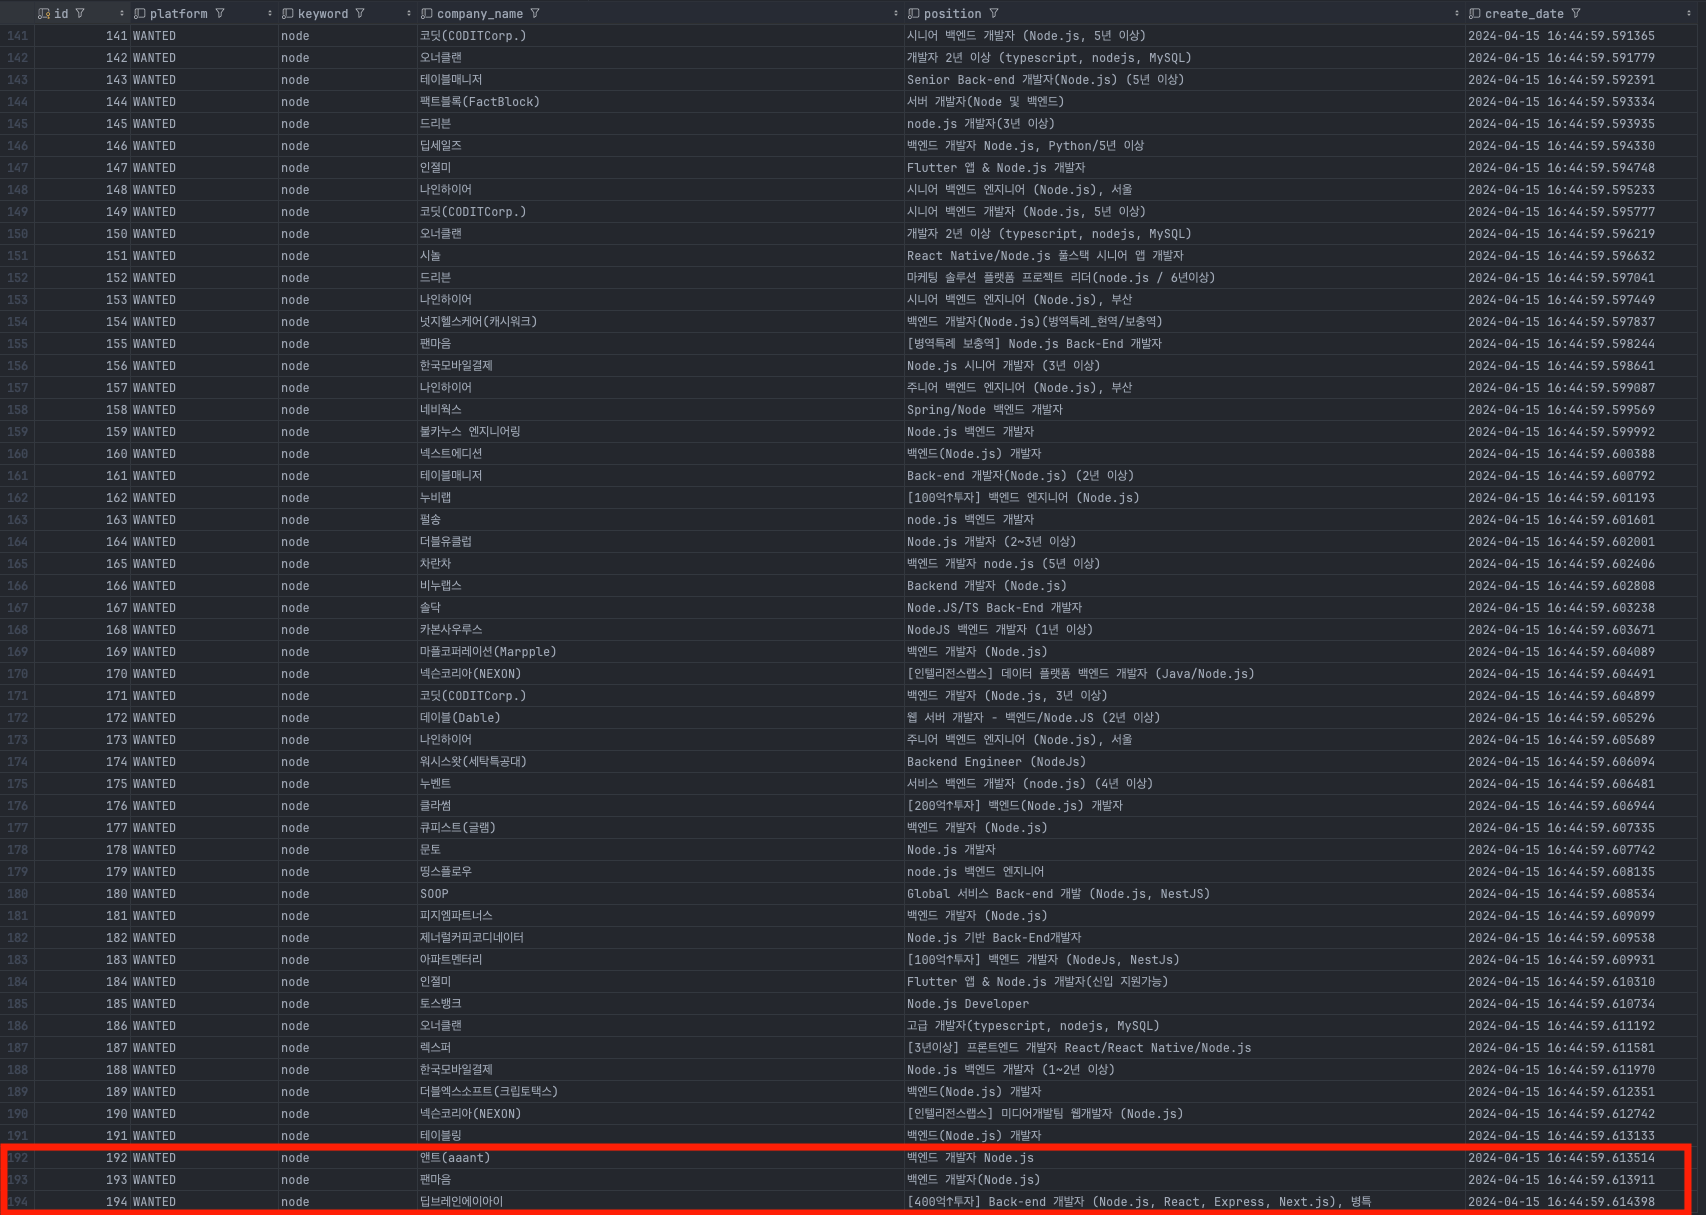 id platform keyword company_name position create_date
141 141 WANTED node 코딧(CODITCorp.) 시니어 백엔드 개발자 (Node.js, 5년 이상) 2024-04-15 16:44:59.591365
142 142 WANTED node 오너클랜 개발자 2년 이상 (typescript, nodejs, MySQL) 2024-04-15 16:44:59.591779
143 143 WANTED node 테이블매니저 Senior Back-end 개발자(Node.js) (5년 이상) 2024-04-15 16:44:59.592391
144 144 WANTED node 팩트블록(FactBlock) 서버 개발자(Node 및 백엔드) 2024-04-15 16:44:59.593334
145 145 WANTED node 드리븐 node.js 개발자(3년 이상) 2024-04-15 16:44:59.593935
146 146 WANTED node 딥세일즈 백엔드 개발자 Node.js, Python/5년 이상 2024-04-15 16:44:59.594330
147 147 WANTED node 인졀미 Flutter 앱 & Node.js 개발자 2024-04-15 16:44:59.594748
148 148 WANTED node 나인하이어 시니어 백엔드 엔지니어 (Node.js), 서울 2024-04-15 16:44:59.595233
149 149 WANTED node 코딧(CODITCorp.) 시니어 백엔드 개발자 (Node.js, 5년 이상) 2024-04-15 16:44:59.595777
150 150 WANTED node 오너클랜 개발자 2년 이상 (typescript, nodejs, MySQL) 2024-04-15 16:44:59.596219
151 151 WANTED node 시놀 React Native/Node.js 풀스택 시니어 앱 개발자 2024-04-15 16:44:59.596632
152 152 WANTED node 드리븐 마케팅 솔루션 플랫폼 프로젝트 리더(node.js / 6년이상) 2024-04-15 16:44:59.597041
153 153 WANTED node 나인하이어 시니어 백엔드 엔지니어 (Node.js), 부산 2024-04-15 16:44:59.597449
154 154 WANTED node 넛지헬스케어(캐시워크) 백엔드 개발자(Node.js)(병역특례_현역/보충역) 2024-04-15 16:44:59.597837
155 155 WANTED node 팬마음 [병역특례 보충역] Node.js Back-End 개발자 2024-04-15 16:44:59.598244
156 156 WANTED node 한국모바일결제 Node.js 시니어 개발자 (3년 이상) 2024-04-15 16:44:59.598641
157 157 WANTED node 나인하이어 주니어 백엔드 엔지니어 (Node.js), 부산 2024-04-15 16:44:59.599087
158 158 WANTED node 네비웍스 Spring/Node 백엔드 개발자 2024-04-15 16:44:59.599569
159 159 WANTED node 불카누스 엔지니어링 Node.js 백엔드 개발자 2024-04-15 16:44:59.599992
160 160 WANTED node 넥스트에디션 백엔드(Node.js) 개발자 2024-04-15 16:44:59.600388
161 161 WANTED node 테이블매니저 Back-end 개발자(Node.js) (2년 이상) 2024-04-15 16:44:59.600792
162 162 WANTED node 누비랩 [100억↑투자] 백엔드 엔지니어 (Node.js) 2024-04-15 16:44:59.601193
163 163 WANTED node 펄송 node.js 백엔드 개발자 2024-04-15 16:44:59.601601
164 164 WANTED node 더블유클럽 Node.js 개발자 (2~3년 이상) 2024-04-15 16:44:59.602001
165 165 WANTED node 차란차 백엔드 개발자 node.js (5년 이상) 2024-04-15 16:44:59.602406
166 166 WANTED node 비누랩스 Backend 개발자 (Node.js) 2024-04-15 16:44:59.602808
167 167 WANTED node 솔닥 Node.JS/TS Back-End 개발자 2024-04-15 16:44:59.603238
168 168 WANTED node 카본사우루스 NodeJS 백엔드 개발자 (1년 이상) 2024-04-15 16:44:59.603671
169 169 WANTED node 마플코퍼레이션(Marpple) 백엔드 개발자 (Node.js) 2024-04-15 16:44:59.604089
170 170 WANTED node 넥슨코리아(NEXON) [인텔리전스랩스] 데이터 플랫폼 백엔드 개발자 (Java/Node.js) 2024-04-15 16:44:59.604491
171 171 WANTED node 코딧(CODITCorp.) 백엔드 개발자 (Node.js, 3년 이상) 2024-04-15 16:44:59.604899
172 172 WANTED node 데이블(Dable) 웹 서버 개발자 - 백엔드/Node.JS (2년 이상) 2024-04-15 16:44:59.605296
173 173 WANTED node 나인하이어 주니어 백엔드 엔지니어 (Node.js), 서울 2024-04-15 16:44:59.605689
174 174 WANTED node 워시스왓(세탁특공대) Backend Engineer (NodeJs) 2024-04-15 16:44:59.606094
175 175 WANTED node 누벤트 서비스 백엔드 개발자 (node.js) (4년 이상) 2024-04-15 16:44:59.606481
176 176 WANTED node 클라썸 [200억↑투자] 백엔드(Node.js) 개발자 2024-04-15 16:44:59.606944
177 177 WANTED node 큐피스트(글램) 백엔드 개발자 (Node.js) 2024-04-15 16:44:59.607335
178 178 WANTED node 문토 Node.js 개발자 2024-04-15 16:44:59.607742
179 179 WANTED node 띵스플로우 node.js 백엔드 엔지니어 2024-04-15 16:44:59.608135
180 180 WANTED node SOOP Global 서비스 Back-end 개발 (Node.js, NestJS) 2024-04-15 16:44:59.608534
181 181 WANTED node 피지엠파트너스 백엔드 개발자 (Node.js) 2024-04-15 16:44:59.609099
182 182 WANTED node 제너럴커피코디네이터 Node.js 기반 Back-End개발자 2024-04-15 16:44:59.609538
183 183 WANTED node 아파트멘터리 [100억↑투자] 백엔드 개발자 (NodeJs, NestJs) 2024-04-15 16:44:59.609931
184 184 WANTED node 인졀미 Flutter 앱 & Node.js 개발자(신입 지원가능) 2024-04-15 16:44:59.610310
185 185 WANTED node 토스뱅크 Node.js Developer 2024-04-15 16:44:59.610734
186 186 WANTED node 오너클랜 고급 개발자(typescript, nodejs, MySQL) 2024-04-15 16:44:59.611192
187 187 WANTED node 렉스퍼 [3년이상] 프론트엔드 개발자 React/React Native/Node.js 2024-04-15 16:44:59.611581
188 188 WANTED node 한국모바일결제 Node.js 백엔드 개발자 (1~2년 이상) 2024-04-15 16:44:59.611970
189 189 WANTED node 더블엑스소프트(크립토택스) 백엔드(Node.js) 개발자 2024-04-15 16:44:59.612351
190 190 WANTED node 넥슨코리아(NEXON) [인텔리전스랩스] 미디어개발팀 웹개발자 (Node.js) 2024-04-15 16:44:59.612742
191 191 WANTED node 테이블링 백엔드(Node.js) 개발자 2024-04-15 16:44:59.613133
192 192 WANTED node 앤트(aaant) 백엔드 개발자 Node.js 2024-04-15 16:44:59.613514
193 193 WANTED node 팬마음 백엔드 개발자(Node.js) 2024-04-15 16:44:59.613911
194 194 WANTED node 딥브레인에이아이 [400억↑투자] Back-end 개발자 (Node.js, React, Express, Next.js), 병특 2024-04-15 16:44:59.614398